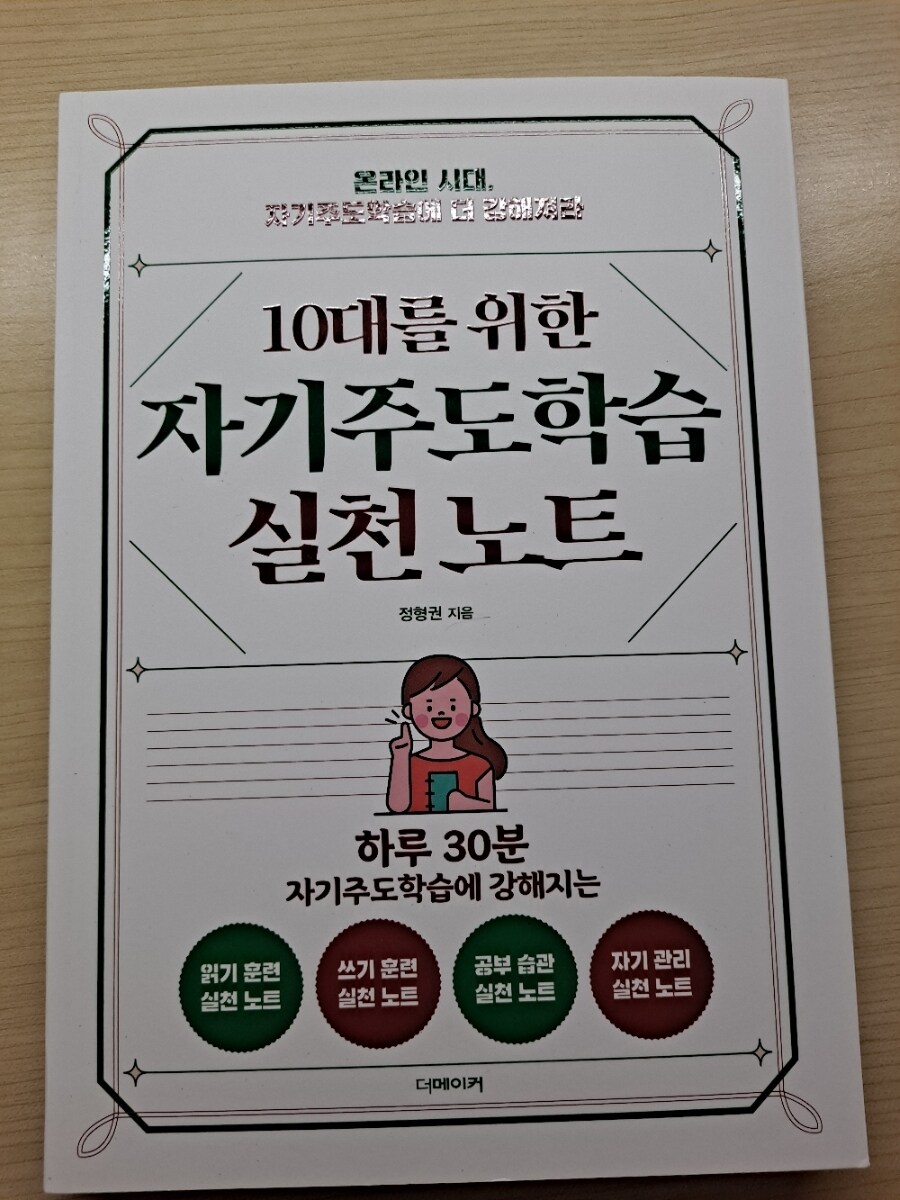 온라인 시대,
자기주도학습에 더 강해져라
10대를 위한
자기주도학습
실천 노트
정형권 지음
하루 30분
자기주도학습에 강해지는
읽기 훈련
실천 노트
쓰기 훈련
실천 노트
공부 습관
실천 노트
자기 관리
실천 노트
더메이커